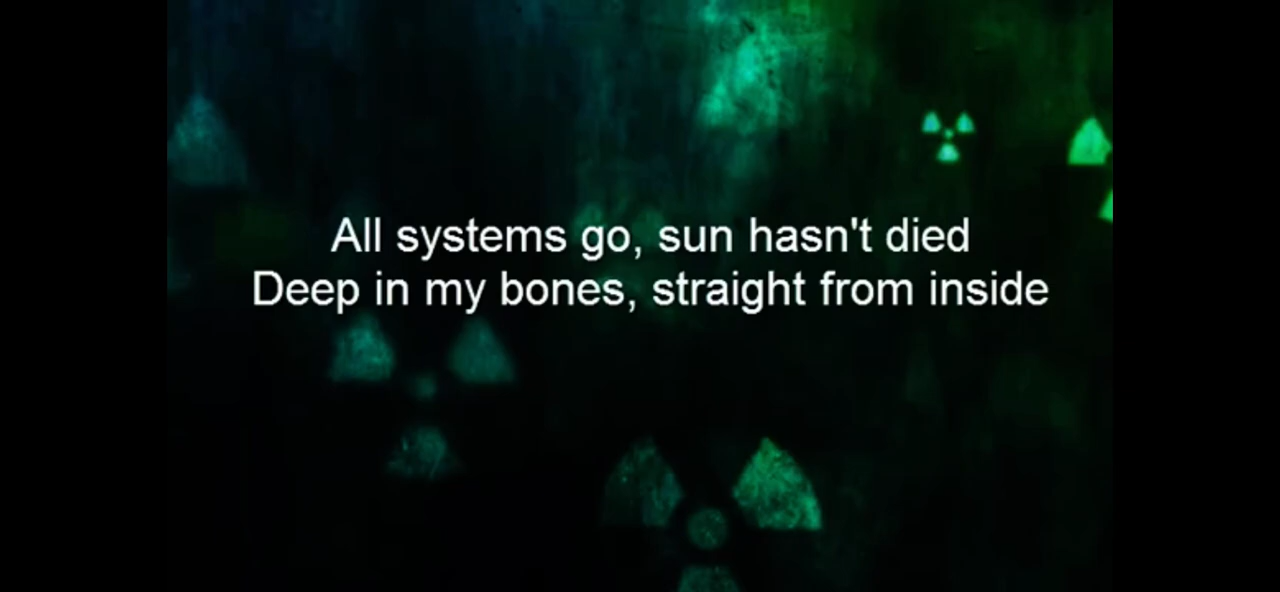 All systems go, sun hasn't died
Deep in my bones, straight from inside